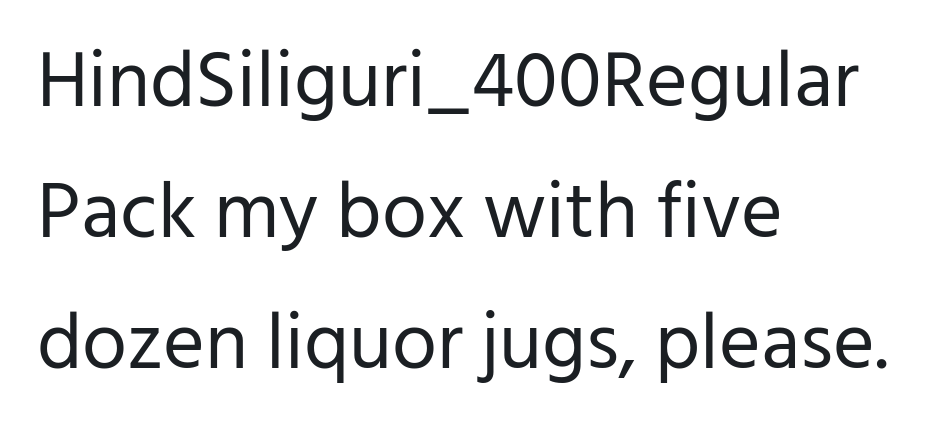 HindSiliguri_400Regular
Pack my box with five
dozen liquor jugs, please.